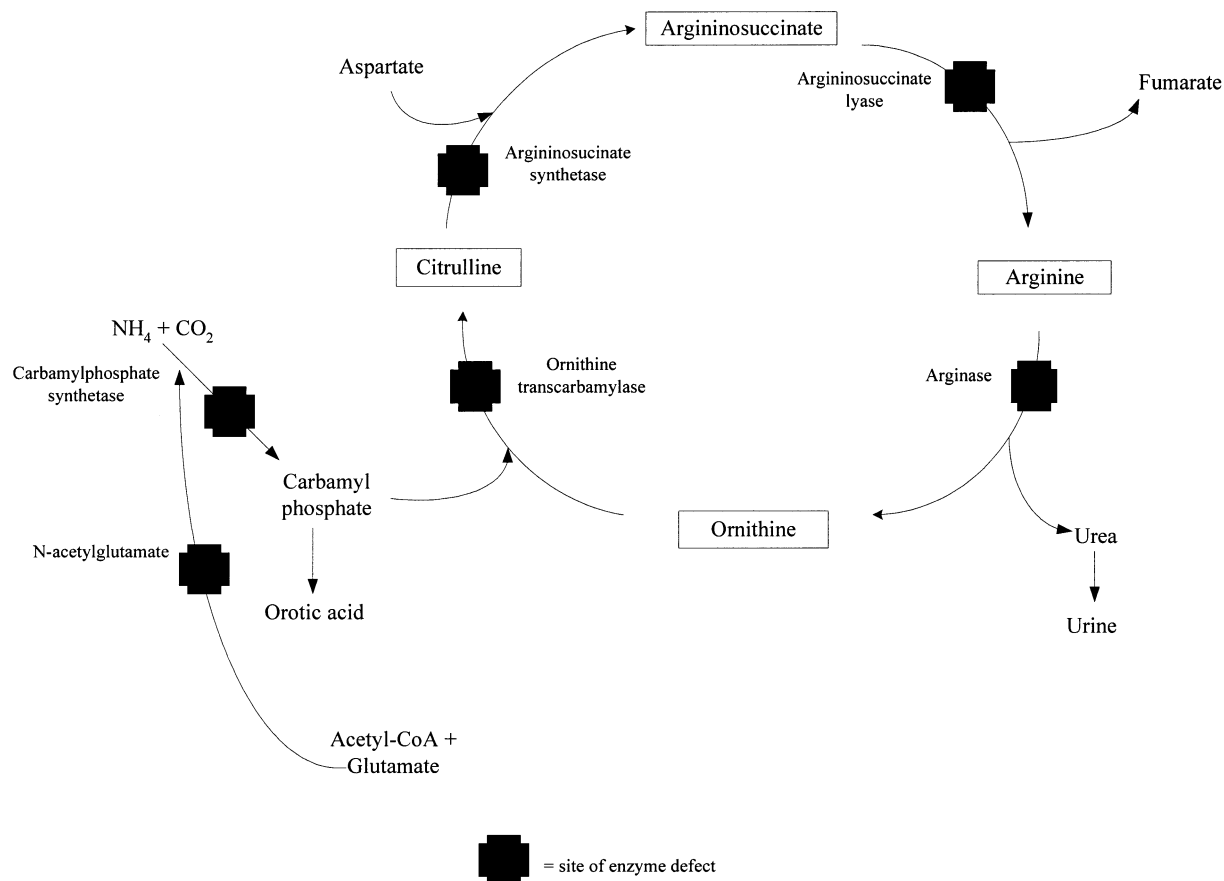 Argininosuccinate
Aspartate
Argininosuccinate
lyase
Fumarate
Argininosucinate
synthetase
Citrulline
Arginine
NH4 + CO2
Carbamylphosphate
synthetase
Ornithine
transcarbamylase
Arginase
Carbamyl
phosphate
Ornithine
Urea
N-acetylglutamate
Orotic acid
Urine
Acetyl-CoA +
Glutamate
= site of enzyme defect